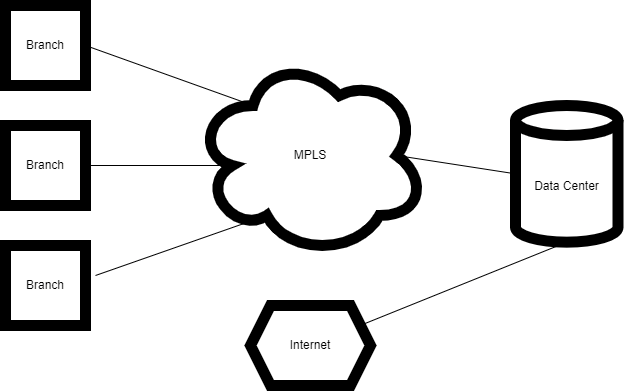 Branch
MPLS
Branch
Data Center
Branch
Internet